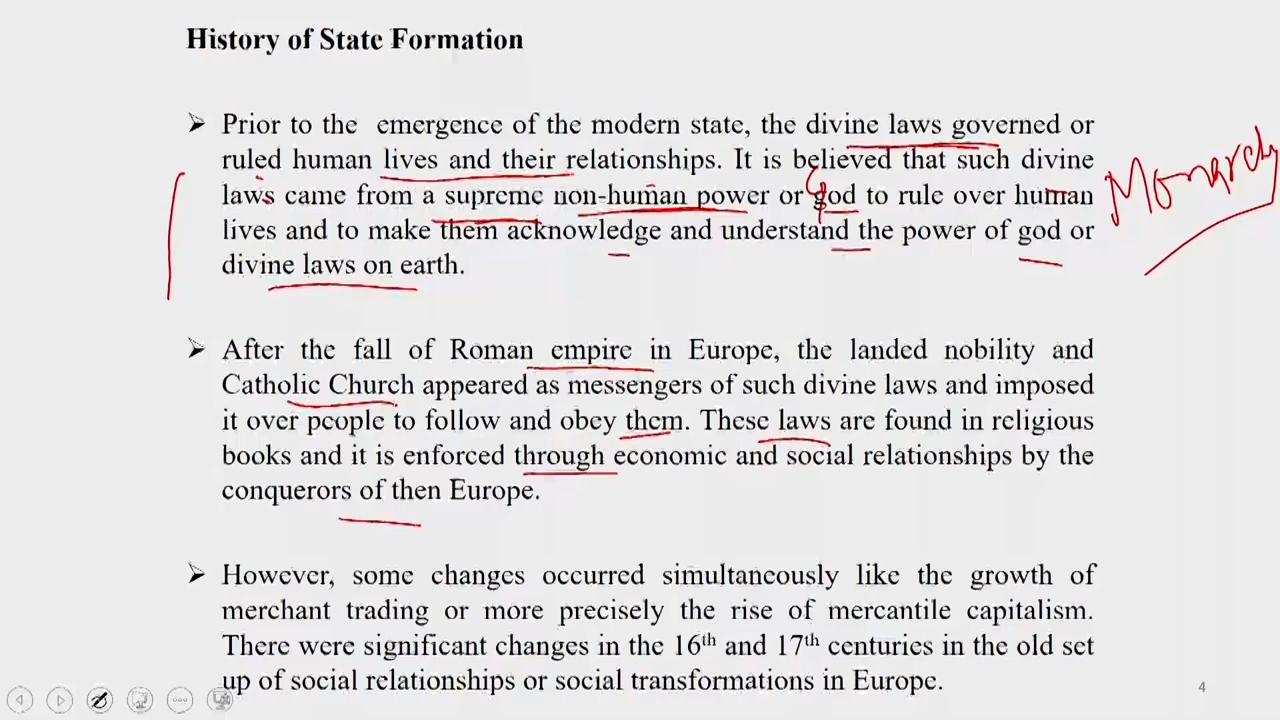 History of State Formation
Prior to the emergence of the modern state, the divine laws governed or
ruled human lives and their relationships. It is believed that such divine
laws came from a supreme non-human power or god to rule over human
lives and to make them acknowledge and understand the power of god or
divine laws on earth.
Monarchy
After the fall of Roman empire in Europe, the landed nobility and
Catholic Church appeared as messengers of such divine laws and imposed
it over people to follow and obey them. These laws are found in religious
books and it is enforced through economic and social relationships by the
conquerors of then Europe.
However, some changes occurred simultaneously like the growth of
merchant trading or more precisely the rise of mercantile capitalism.
There were significant changes in the 16th and 17th centuries in the old set
up of social relationships or social transformations in Europe.
4